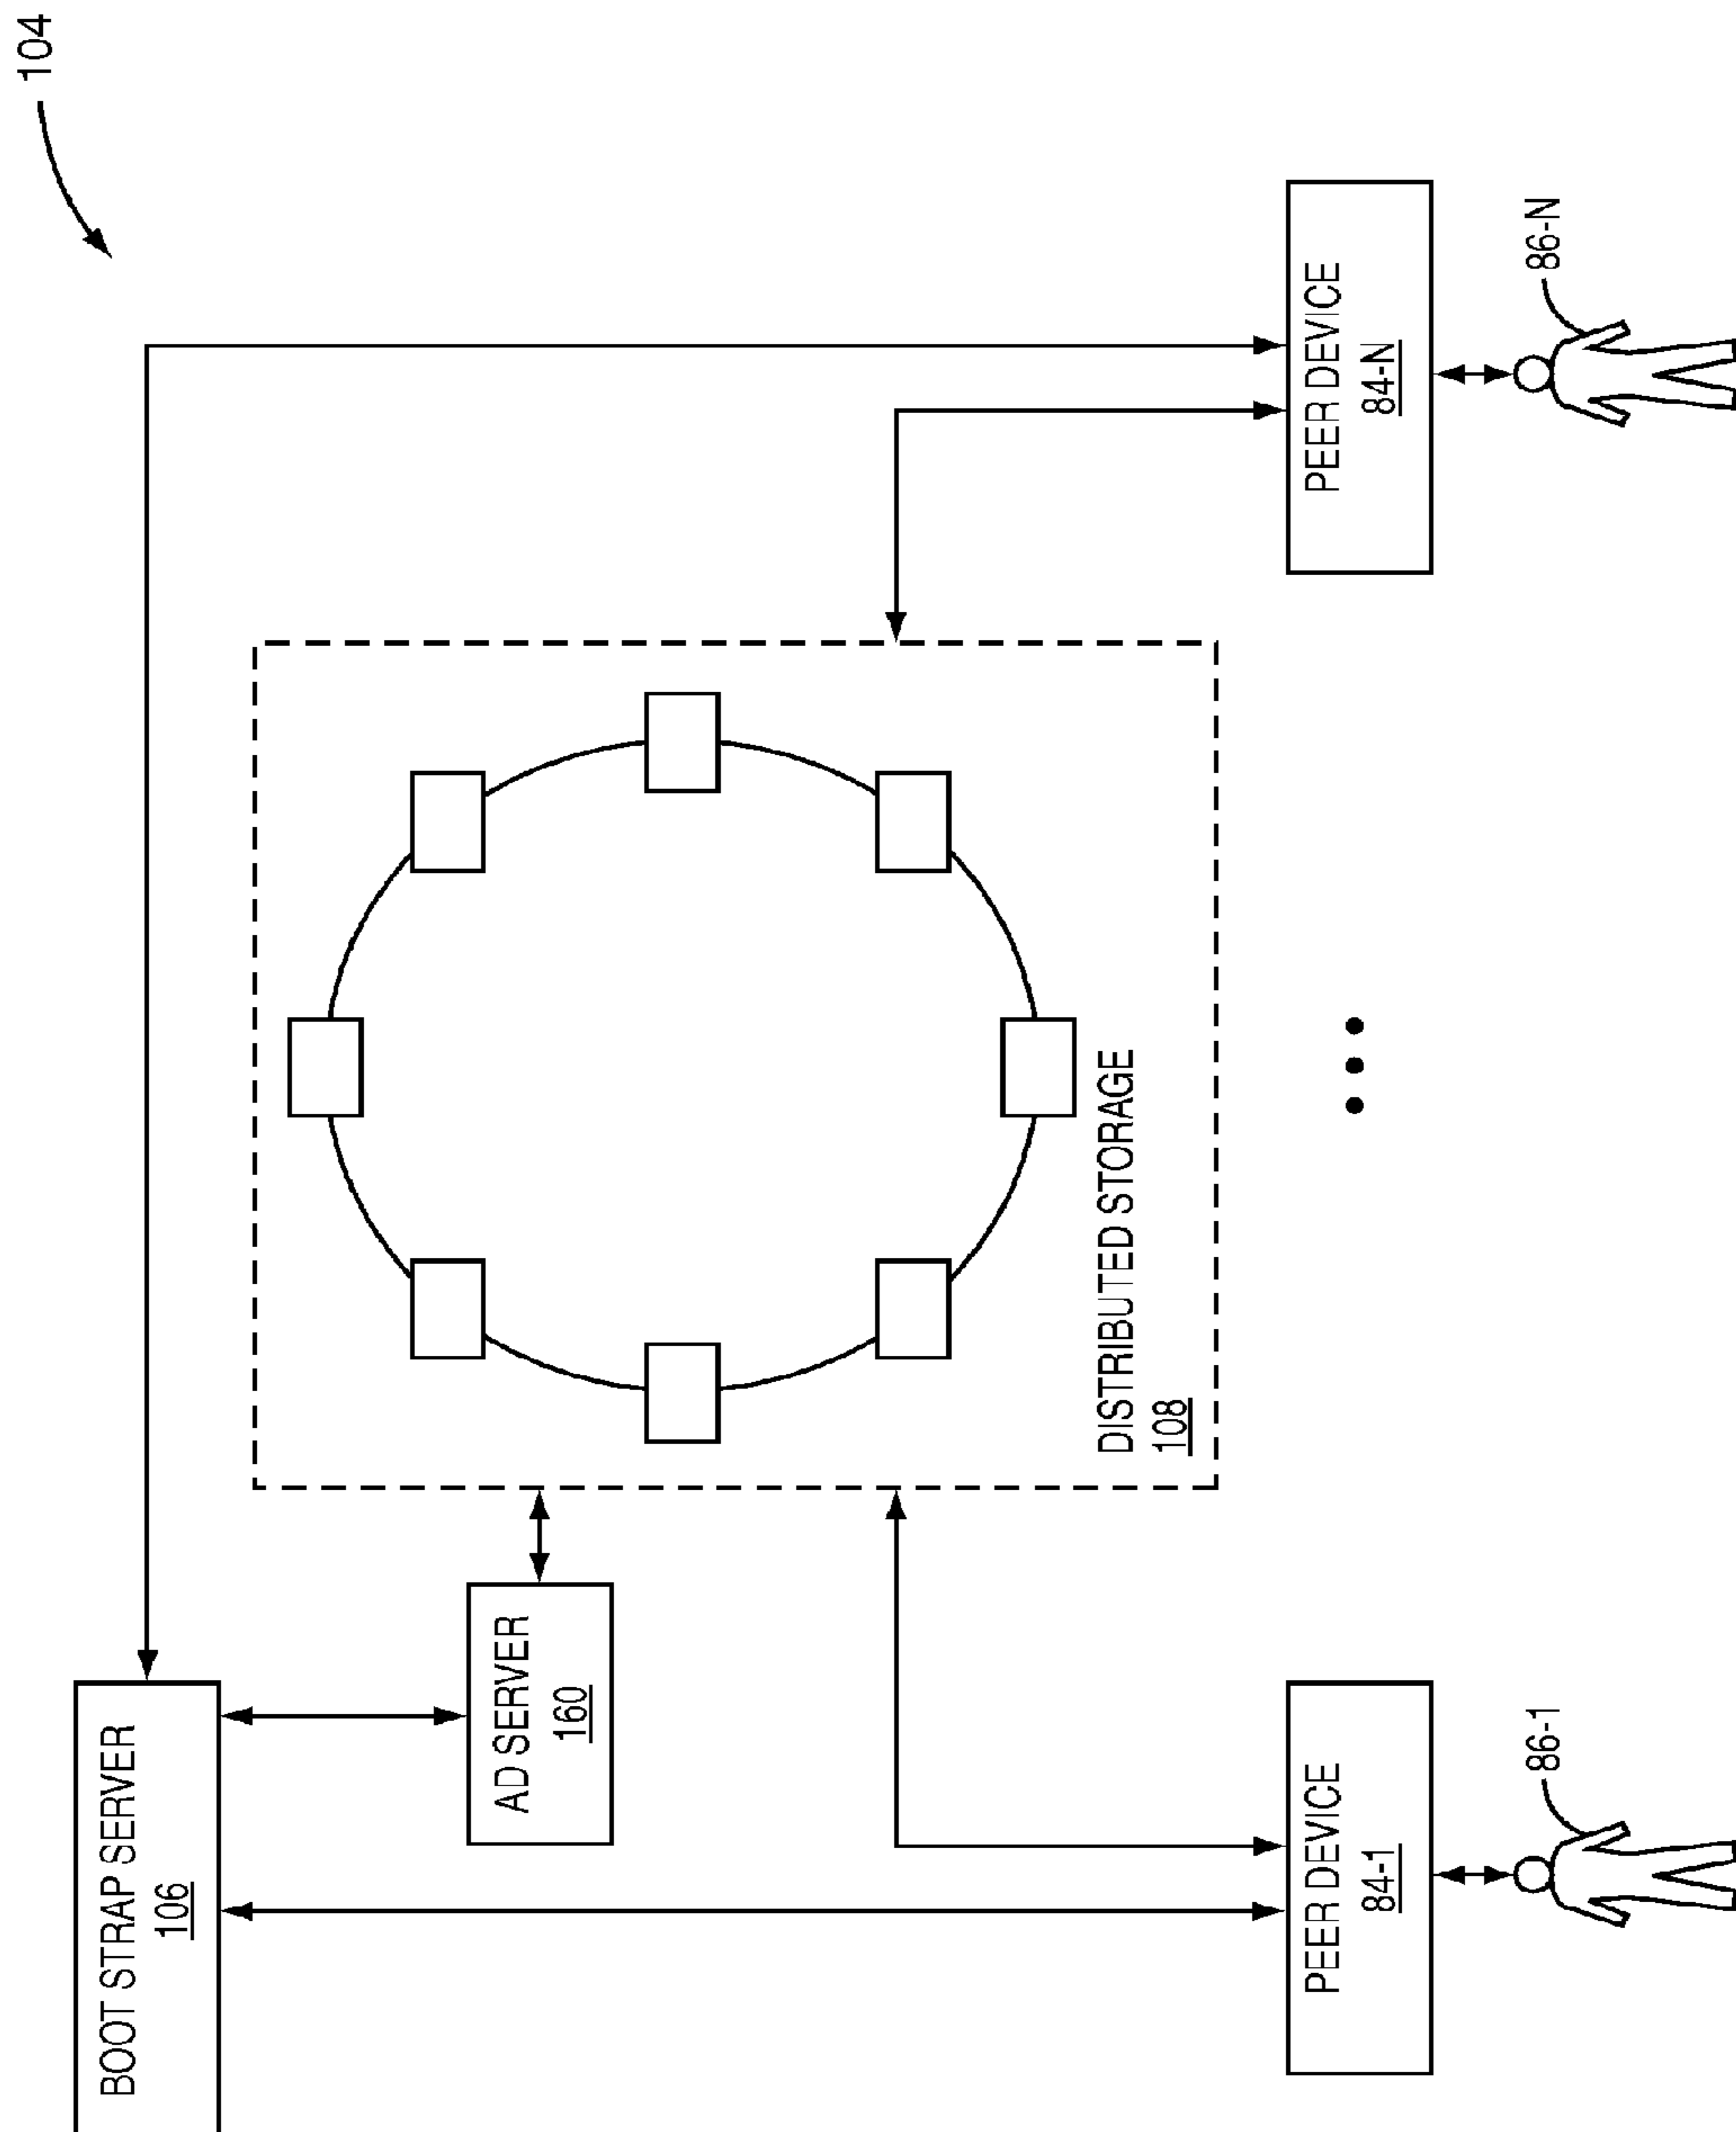 104
BOOT STRAP SERVER
106
AD SERVER
160
DISTRIBUTED STORAGE
108
PEER DEVICE
84-1
PEER DEVICE
84-N
86-1
86-N